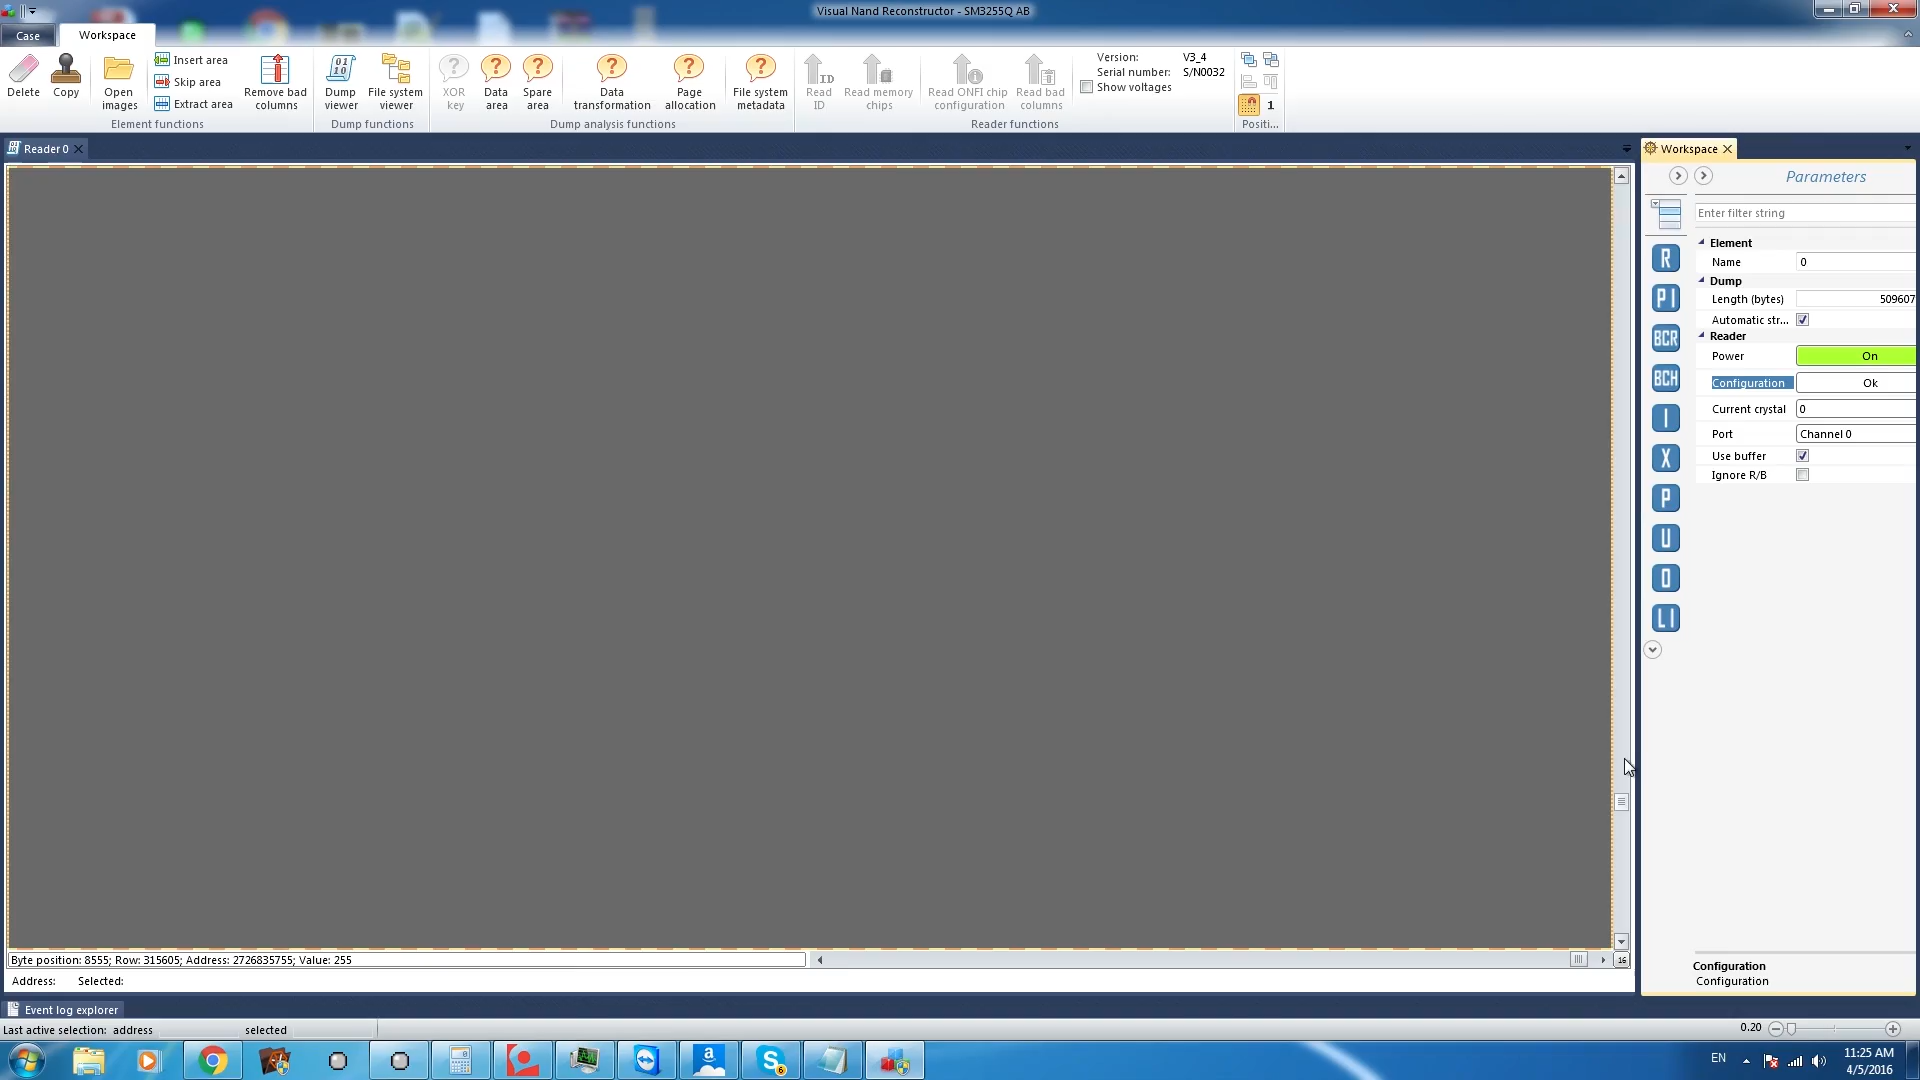 Visual Nand Reconstructor - SM3255Q AB
Case
Workspace
Delete
Copy
Open images
Insert area
Skip area
Extract area
Remove bad columns
Element functions
Dump viewer
File system viewer
Dump functions
XOR key
Data area
Spare area
Data transformation
Page allocation
File system metadata
Dump analysis functions
Read ID
Read memory chips
Read ONFI chip configuration
Read bad columns
Reader functions
Version: V3_4
Serial number: S/N0032
Show voltages
1
Positi...
Reader 0
Workspace
Parameters
Enter filter string
Element
Name 0
Dump
Length (bytes) 509607
Automatic str...
Reader
Power On
Configuration Ok
Current crystal 0
Port Channel 0
Use buffer
Ignore R/B
R
PI
BCR
BCH
I
X
P
U
O
LI
Configuration
Configuration
Byte position: 8555; Row: 315605; Address: 2726835755; Value: 255
16
Address: Selected:
Event log explorer
Last active selection: address selected
0.20
EN
11:25 AM
4/5/2016